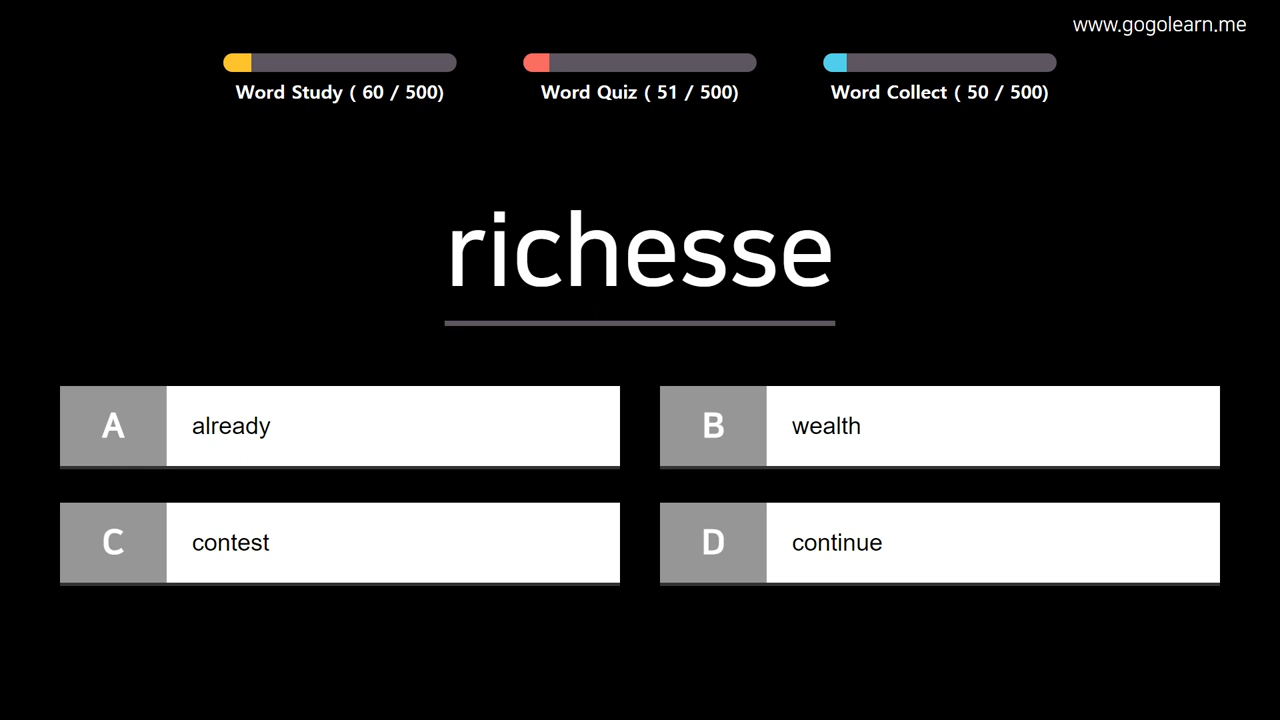 www.gogolearn.me
Word Study ( 60 / 500)
Word Quiz ( 51 / 500)
Word Collect ( 50 / 500)
richesse
A already
B wealth
C contest
D continue